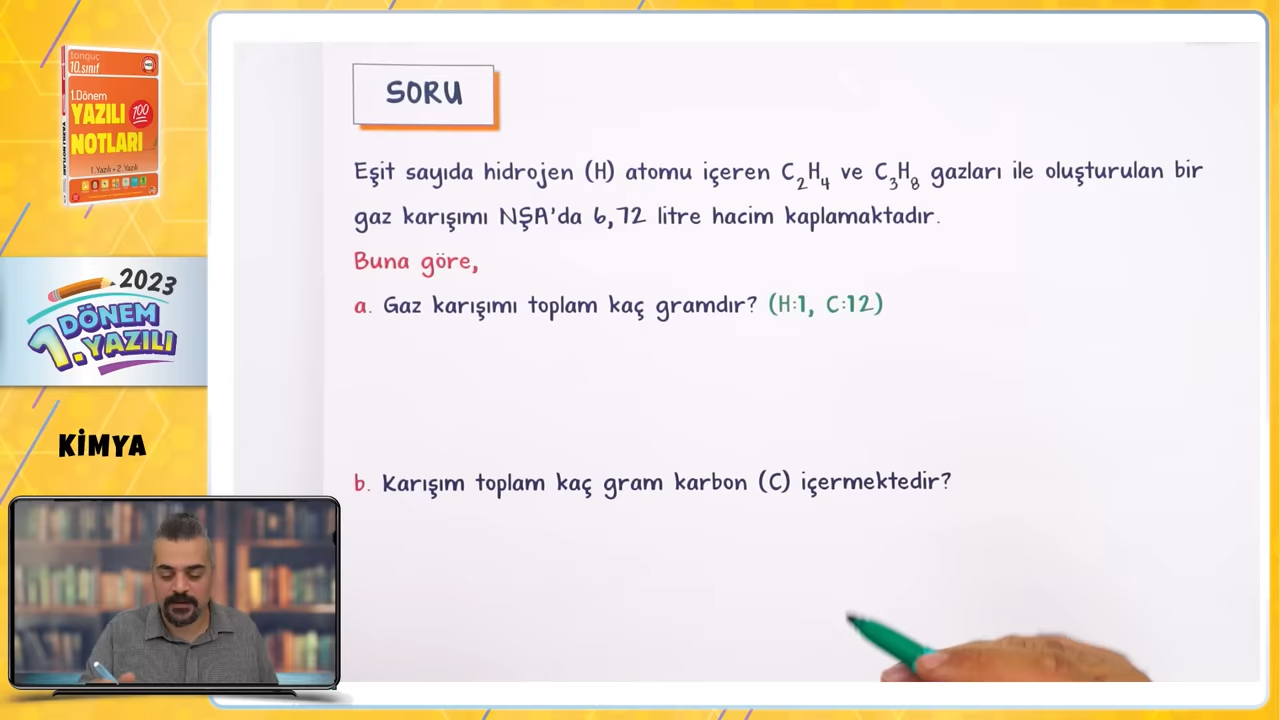 tonguç
10.sınıf
1.Dönem
YAZILI
100
NOTLARI
1.Yazılı • 2.Yazılı
YAZILI NOTLARI
2023
1. DÖNEM
YAZILI
KİMYA
SORU
Eşit sayıda hidrojen (H) atomu içeren C₂H₄ ve C₃H₈ gazları ile oluşturulan bir
gaz karışımı NŞA'da 6,72 litre hacim kaplamaktadır.
Buna göre,
a. Gaz karışımı toplam kaç gramdır? (H:1, C:12)
b. Karışım toplam kaç gram karbon (C) içermektedir?